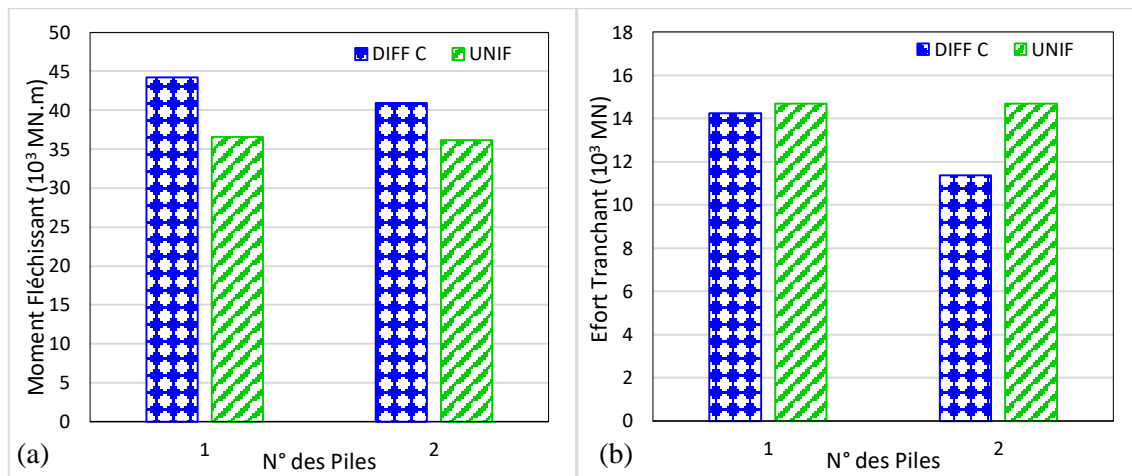 Moment Fléchissant (10³ MN.m)
50
45
40
35
30
25
20
15
10
5
0
DIFF C
UNIF
1
2
N° des Piles
(a)
Efort Tranchant (10³ MN)
18
16
14
12
10
8
6
4
2
0
DIFF C
UNIF
1
2
N° des Piles
(b)